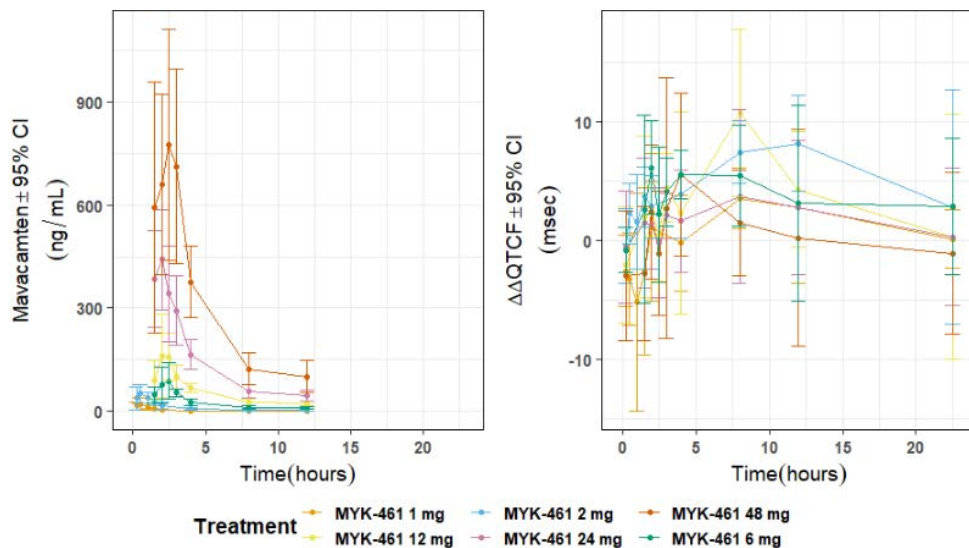 Mavacamten ± 95% CI
(ng/mL)
900
600
300
0
0 5 10 15 20
Time(hours)
ΔΔQTCF ± 95% CI
(msec)
10
0
-10
0 5 10 15 20
Time(hours)
Treatment
MYK-461 1 mg MYK-461 2 mg MYK-461 48 mg
MYK-461 12 mg MYK-461 24 mg MYK-461 6 mg